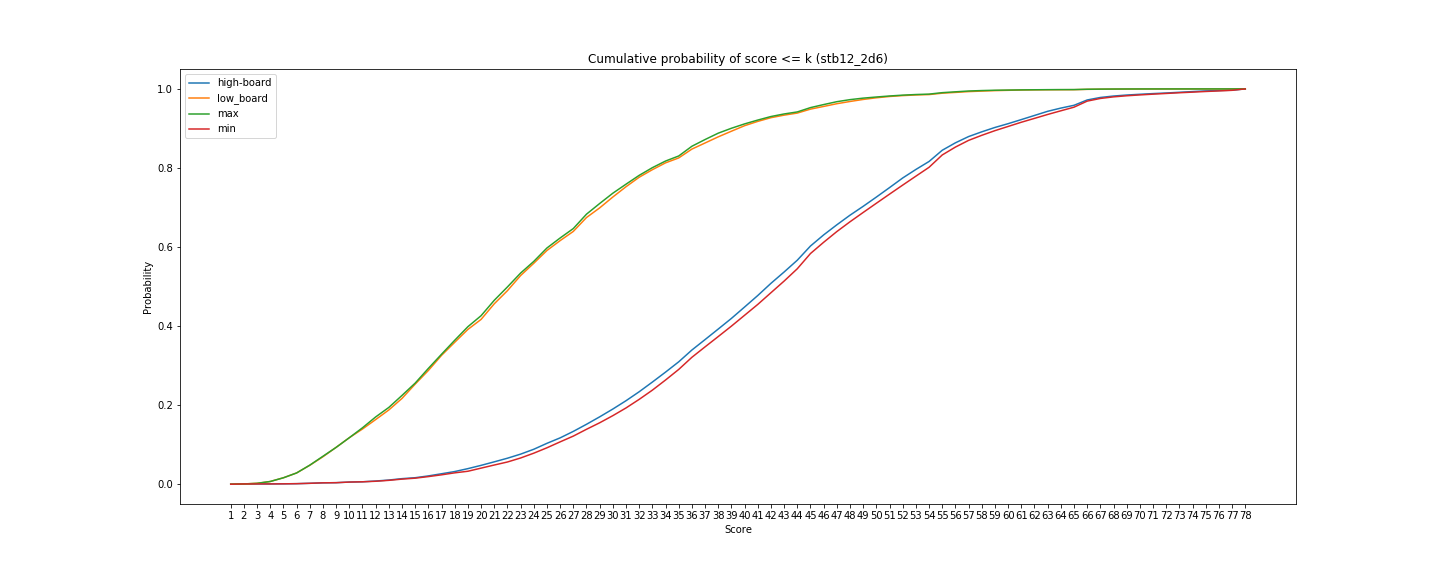 Cumulative probability of score <= k (stb12_2d6)
high-board
low_board
max
min
1.0
0.8
0.6
0.4
0.2
0.0
Probability
1 2 3 4 5 6 7 8 9 10 11 12 13 14 15 16 17 18 19 20 21 22 23 24 25 26 27 28 29 30 31 32 33 34 35 36 37 38 39 40 41 42 43 44 45 46 47 48 49 50 51 52 53 54 55 56 57 58 59 60 61 62 63 64 65 66 67 68 69 70 71 72 73 74 75 76 77 78
Score